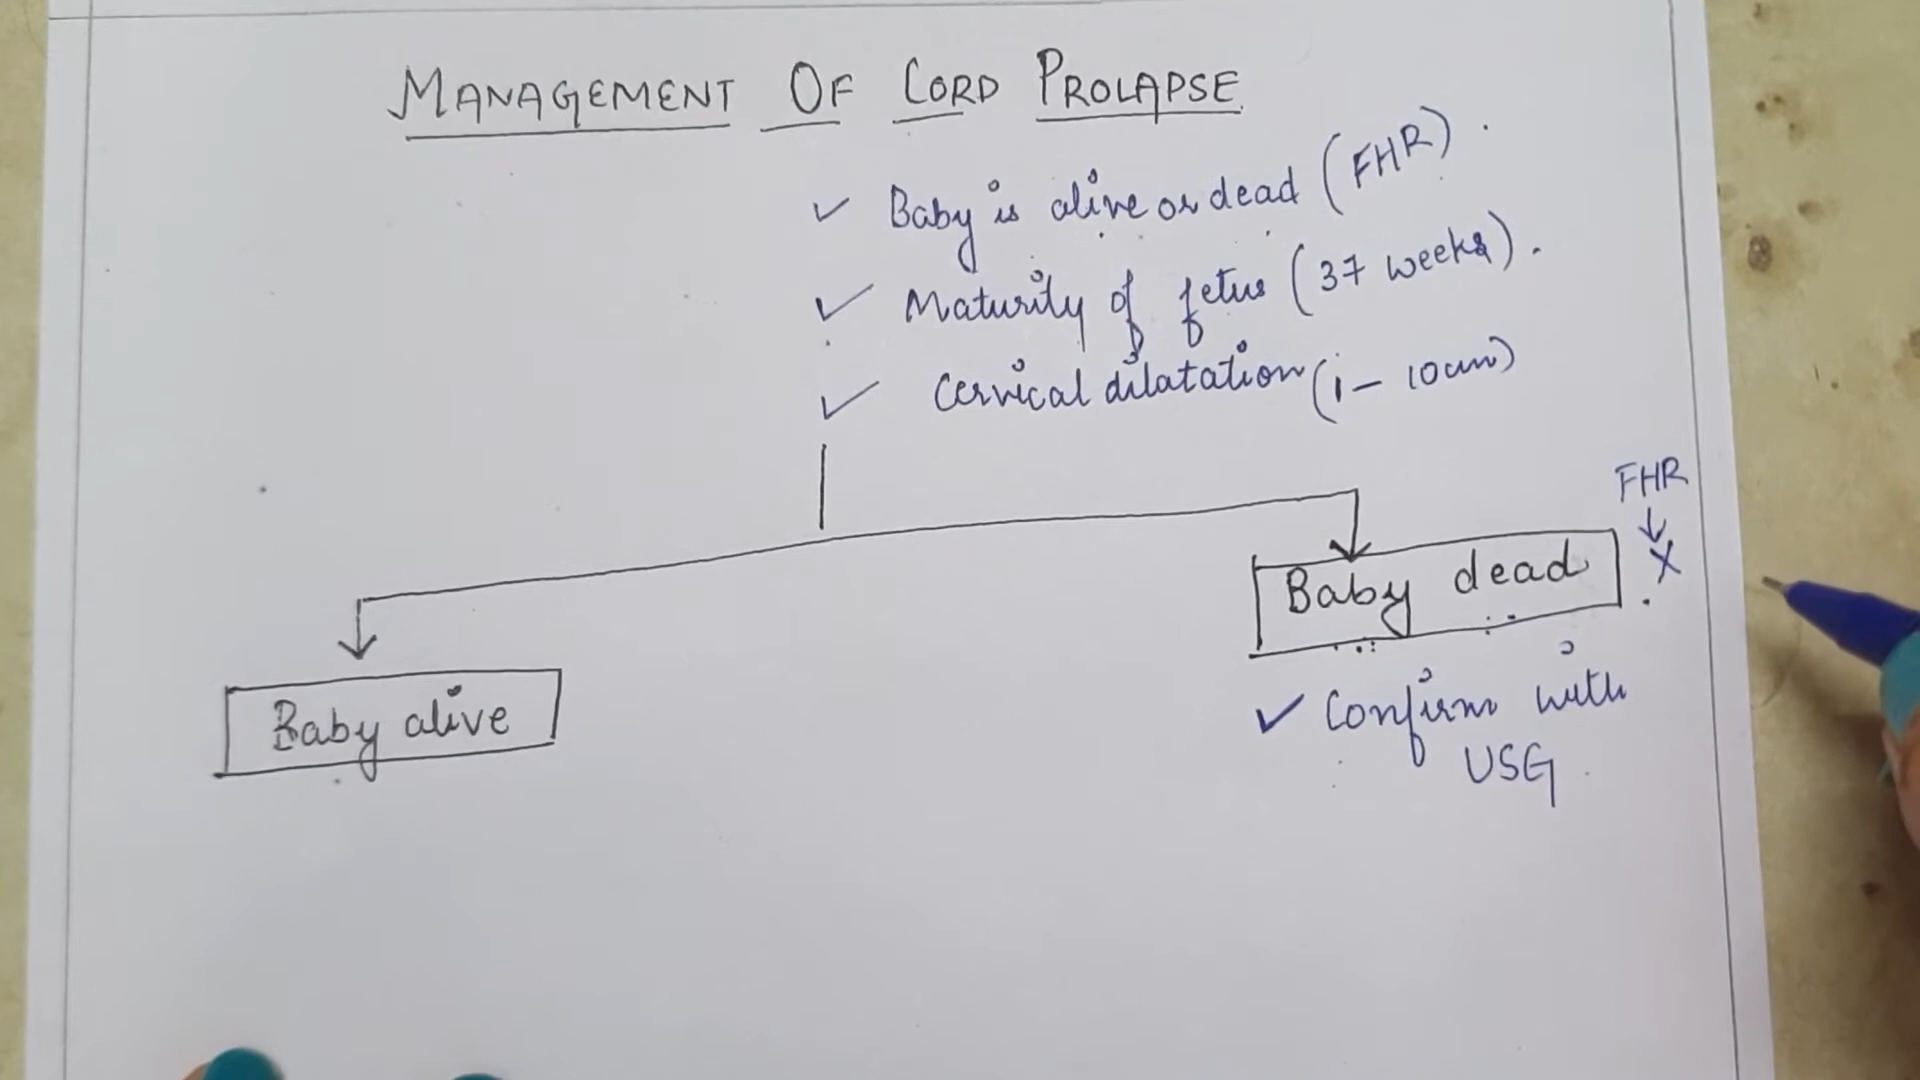 MANAGEMENT OF CORD PROLAPSE
✓ Baby is alive or dead (FHR).
✓ Maturity of fetus (37 weeks).
✓ Cervical dilatation (1 - 10cm)
FHR
↓
X
Baby dead
Baby alive
✓ Confirm with
USG